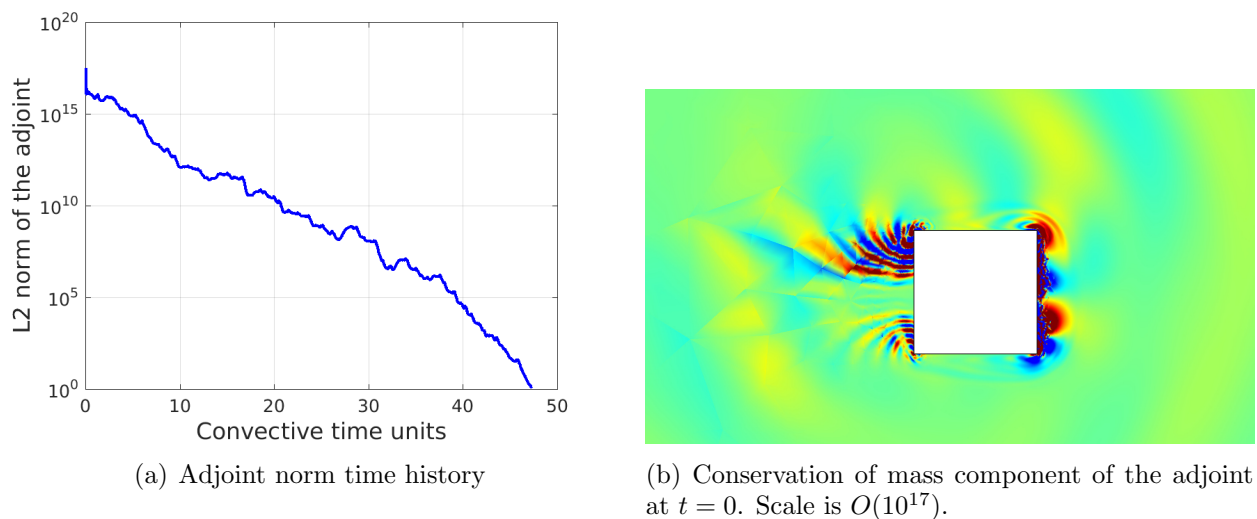 10^20
10^15
10^10
10^5
10^0
L2 norm of the adjoint
0 10 20 30 40 50
Convective time units
(a) Adjoint norm time history
(b) Conservation of mass component of the adjoint
at t = 0. Scale is O(10^17).